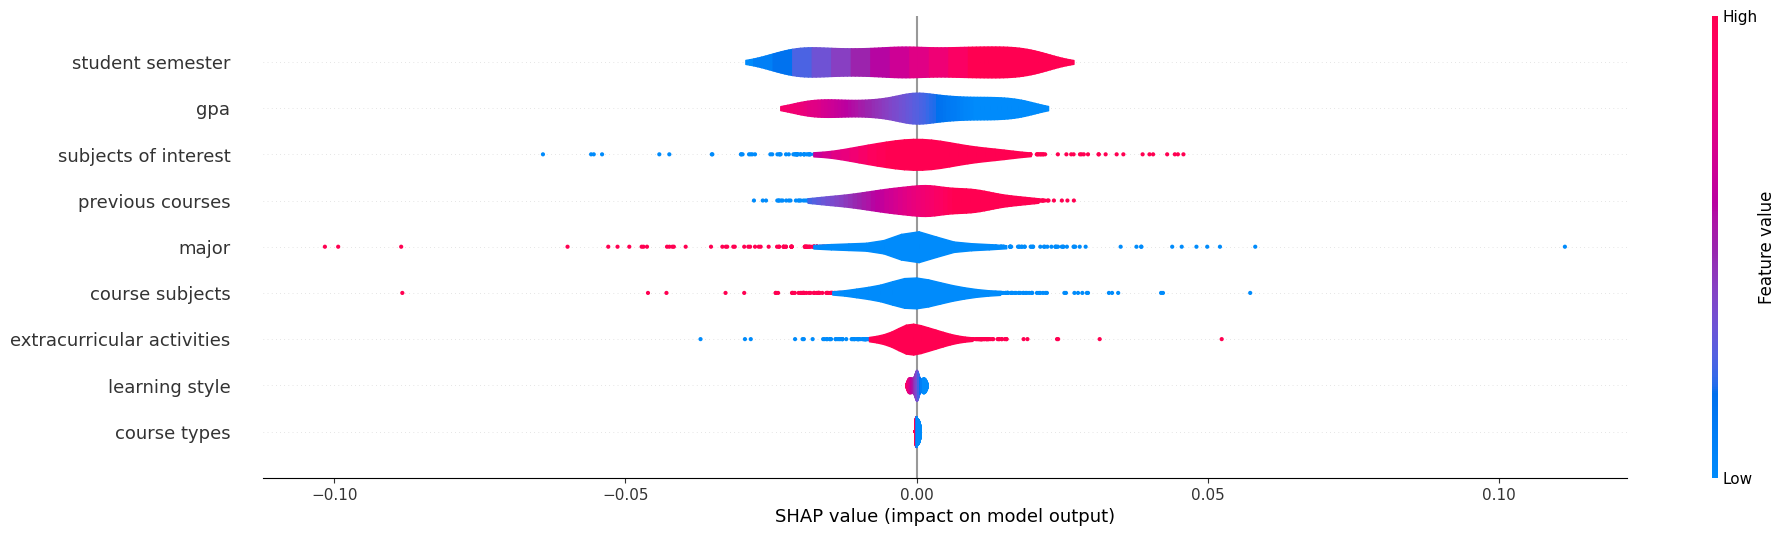 High
student semester
gpa
subjects of interest
previous courses
major
course subjects
extracurricular activities
learning style
course types
Feature value
Low
−0.10 −0.05 0.00 0.05 0.10
SHAP value (impact on model output)